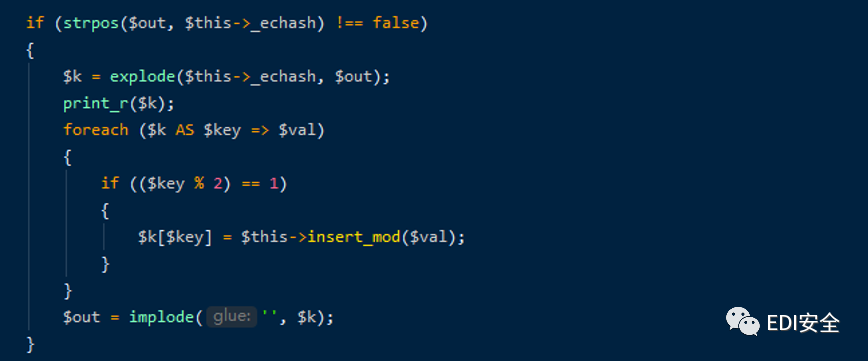 if (strpos($out, $this->_echash) !== false)
{
    $k = explode($this->_echash, $out);
    print_r($k);
    foreach ($k AS $key => $val)
    {
        if (($key % 2) == 1)
        {
            $k[$key] = $this->insert_mod($val);
        }
    }
    $out = implode( glue: '', $k);
}
EDI安全